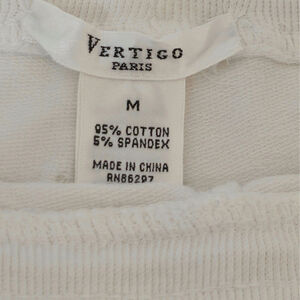 VERTIGO
PARIS
M
95% COTTON
5% SPANDEX
MADE IN CHINA
RN86297